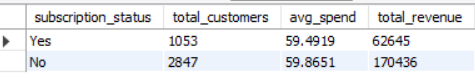 subscription_status total_customers avg_spend total_revenue
Yes 1053 59.4919 62645
No 2847 59.8651 170436